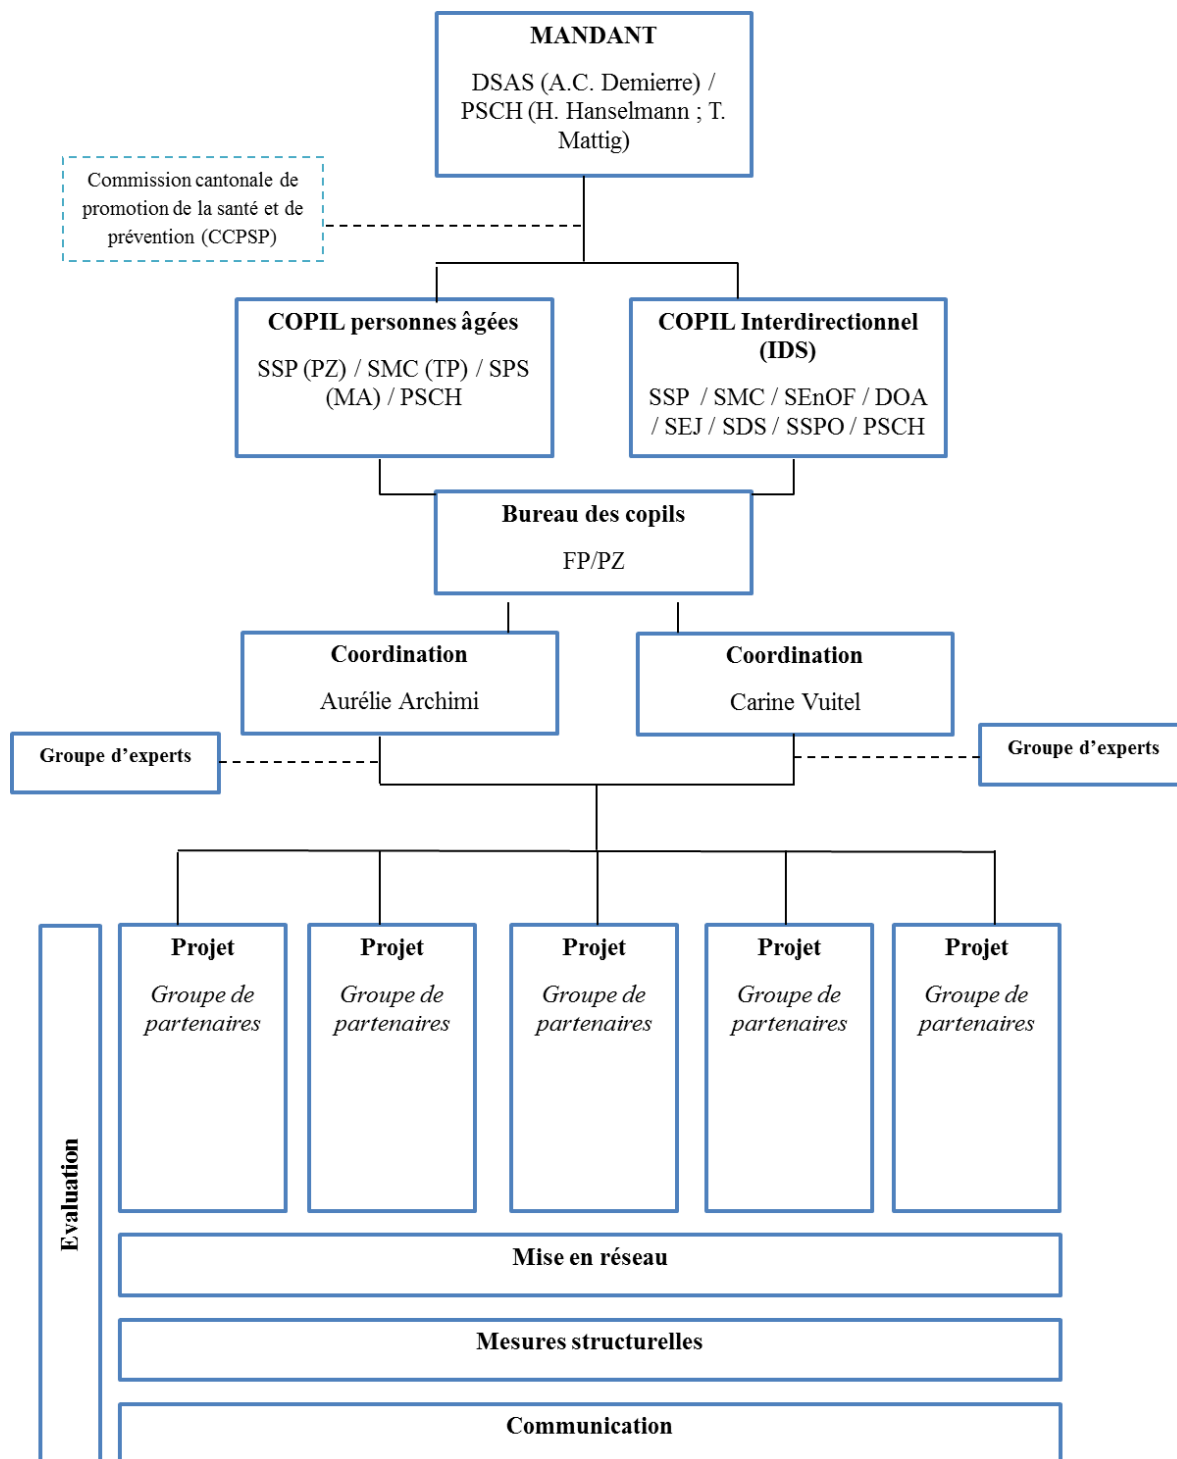 MANDANT
DSAS (A.C. Demierre) /
PSCH (H. Hanselmann ; T.
Mattig)
Commission cantonale de
promotion de la santé et de
prévention (CCPSP)
COPIL personnes âgées
SSP (PZ) / SMC (TP) / SPS
(MA) / PSCH
COPIL Interdirectionnel
(IDS)
SSP / SMC / SEnOF / DOA
/ SEJ / SDS / SSPO / PSCH
Bureau des copils
FP/PZ
Coordination
Aurélie Archimi
Coordination
Carine Vuitel
Groupe d’experts
Groupe d’experts
Evaluation
Projet
Groupe de
partenaires
Projet
Groupe de
partenaires
Projet
Groupe de
partenaires
Projet
Groupe de
partenaires
Projet
Groupe de
partenaires
Mise en réseau
Mesures structurelles
Communication